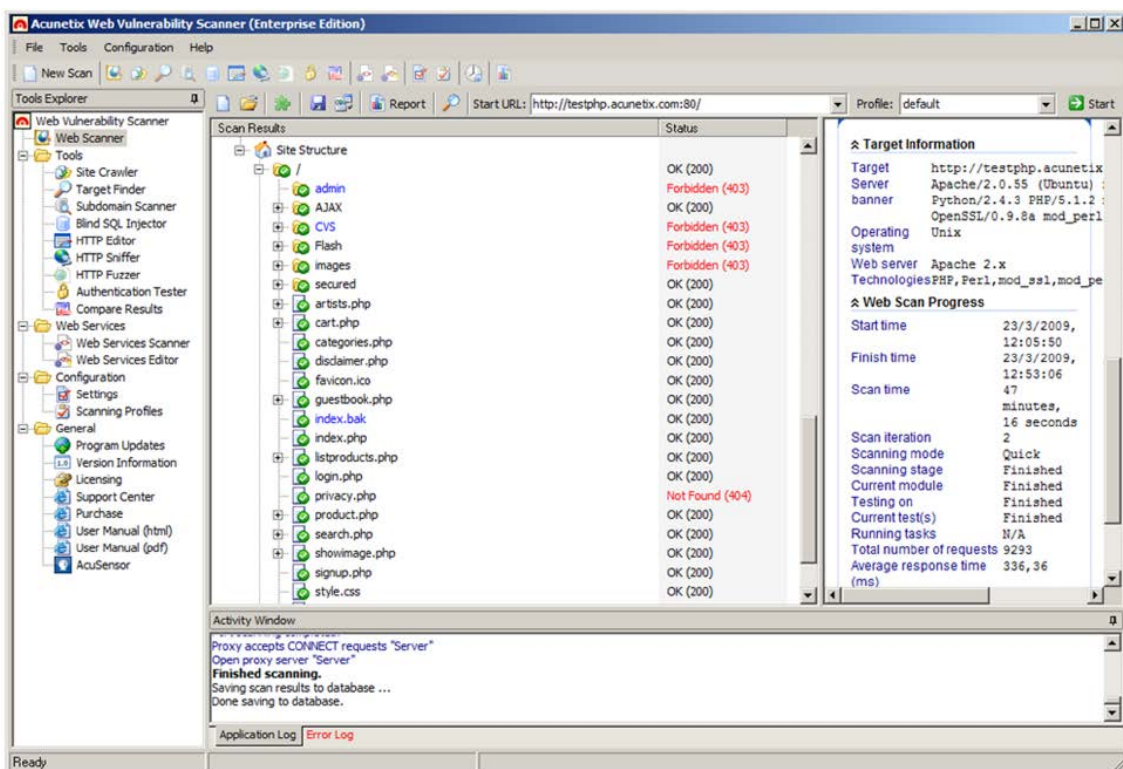 Acunetix Web Vulnerability Scanner (Enterprise Edition)
File Tools Configuration Help
New Scan
Tools Explorer
Report
Start URL: http://testphp.acunetix.com:80/
Profile: default
Start
Web Vulnerability Scanner
Web Scanner
Tools
Site Crawler
Target Finder
Subdomain Scanner
Blind SQL Injector
HTTP Editor
HTTP Sniffer
HTTP Fuzzer
Authentication Tester
Compare Results
Web Services
Web Services Scanner
Web Services Editor
Configuration
Settings
Scanning Profiles
General
Program Updates
Version Information
Licensing
Support Center
Purchase
User Manual (html)
User Manual (pdf)
AcuSensor
Scan Results Status
Site Structure
/ OK (200)
admin Forbidden (403)
AJAX OK (200)
CVS Forbidden (403)
Flash Forbidden (403)
images Forbidden (403)
secured OK (200)
artists.php OK (200)
cart.php OK (200)
categories.php OK (200)
disclaimer.php OK (200)
favicon.ico OK (200)
guestbook.php OK (200)
index.bak OK (200)
index.php OK (200)
listproducts.php OK (200)
login.php OK (200)
privacy.php Not Found (404)
product.php OK (200)
search.php OK (200)
showimage.php OK (200)
signup.php OK (200)
style.css OK (200)
Target Information
Target http://testphp.acunetix
Server Apache/2.0.55 (Ubuntu)
banner Python/2.4.3 PHP/5.1.2
OpenSSL/0.9.8a mod_perl
Operating Unix
system
Web server Apache 2.x
Technologies PHP,Perl,mod_ssl,mod_pe
Web Scan Progress
Start time 23/3/2009,
12:05:50
Finish time 23/3/2009,
12:53:06
Scan time 47
minutes,
16 seconds
Scan iteration 2
Scanning mode Quick
Scanning stage Finished
Current module Finished
Testing on Finished
Current test(s) Finished
Running tasks N/A
Total number of requests 9293
Average response time 336,36
(ms)
Activity Window
Proxy accepts CONNECT requests "Server"
Open proxy server "Server"
Finished scanning.
Saving scan results to database ...
Done saving to database.
Application Log Error Log
Ready